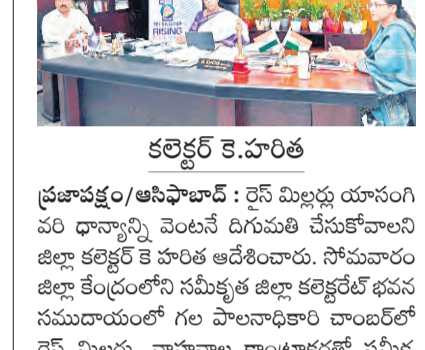 RISING
కలెక్టర్ కె.హరిత
ప్రజాపక్షం/ఆసిఫాబాద్ : రైస్ మిల్లర్లు యాసంగి
వరి ధాన్యాన్ని వెంటనే దిగుమతి చేసుకోవాలని
జిల్లా కలెక్టర్ కె హరిత ఆదేశించారు. సోమవారం
జిల్లా కేంద్రంలోని సమీకృత జిల్లా కలెక్టరేట్ భవన
సముదాయంలో గల పాలనాధికారి చాంబర్‌లో